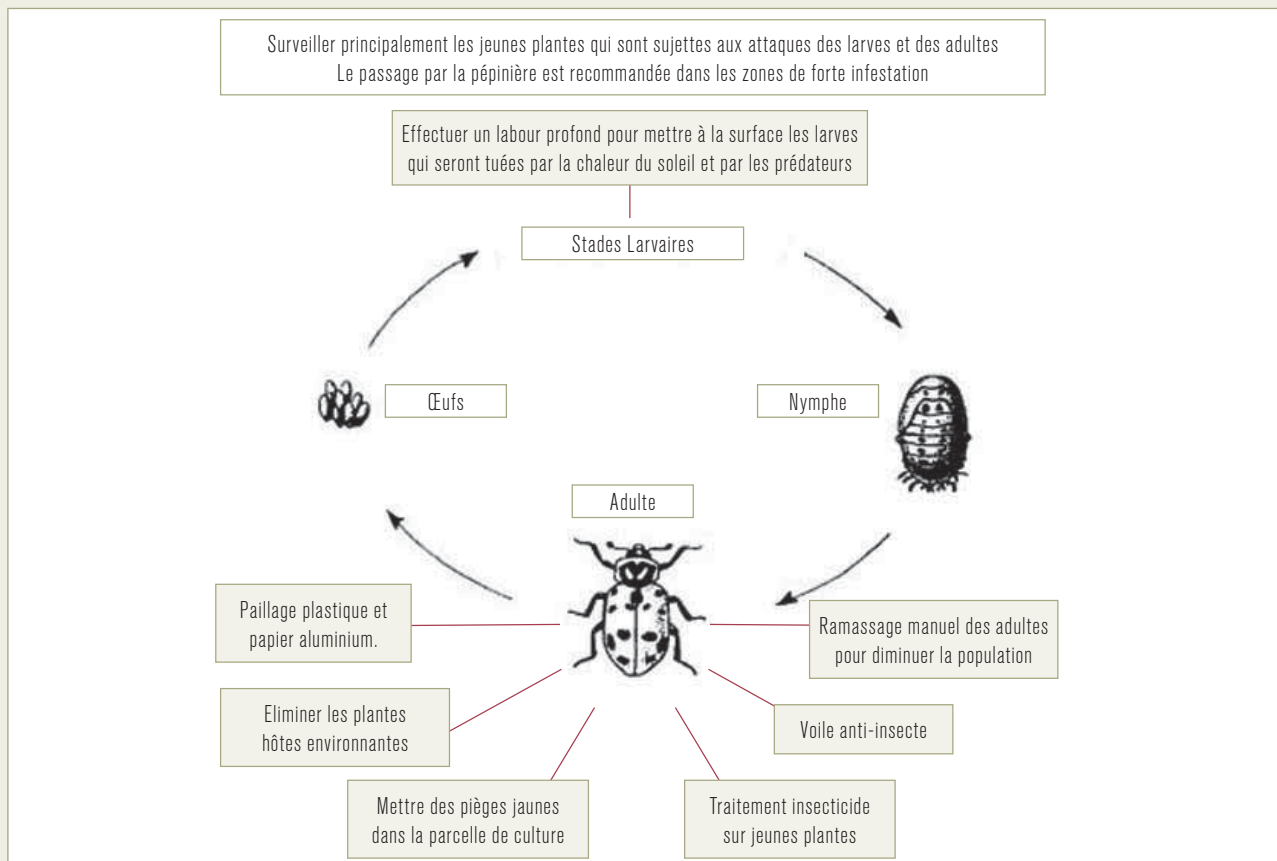 Surveiller principalement les jeunes plantes qui sont sujettes aux attaques des larves et des adultes
Le passage par la pépinière est recommandée dans les zones de forte infestation
Effectuer un labour profond pour mettre à la surface les larves
qui seront tuées par la chaleur du soleil et par les prédateurs
Stades Larvaires
Œufs
Nymphe
Adulte
Paillage plastique et
papier aluminium.
Ramassage manuel des adultes
pour diminuer la population
Eliminer les plantes
hôtes environnantes
Voile anti-insecte
Mettre des pièges jaunes
dans la parcelle de culture
Traitement insecticide
sur jeunes plantes